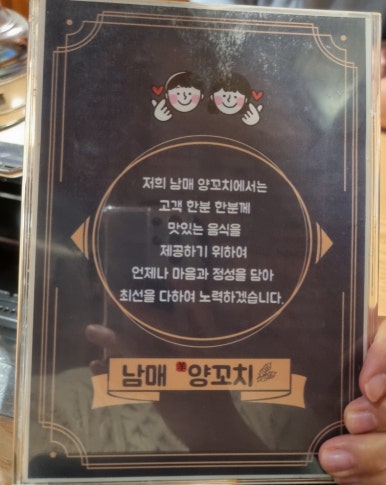 저희 남매 양꼬치에서는
고객 한분 한분께
맛있는 음식을
제공하기 위하여
언제나 마음과 정성을 담아
최선을 다하여 노력하겠습니다.
남매 羊 양꼬치